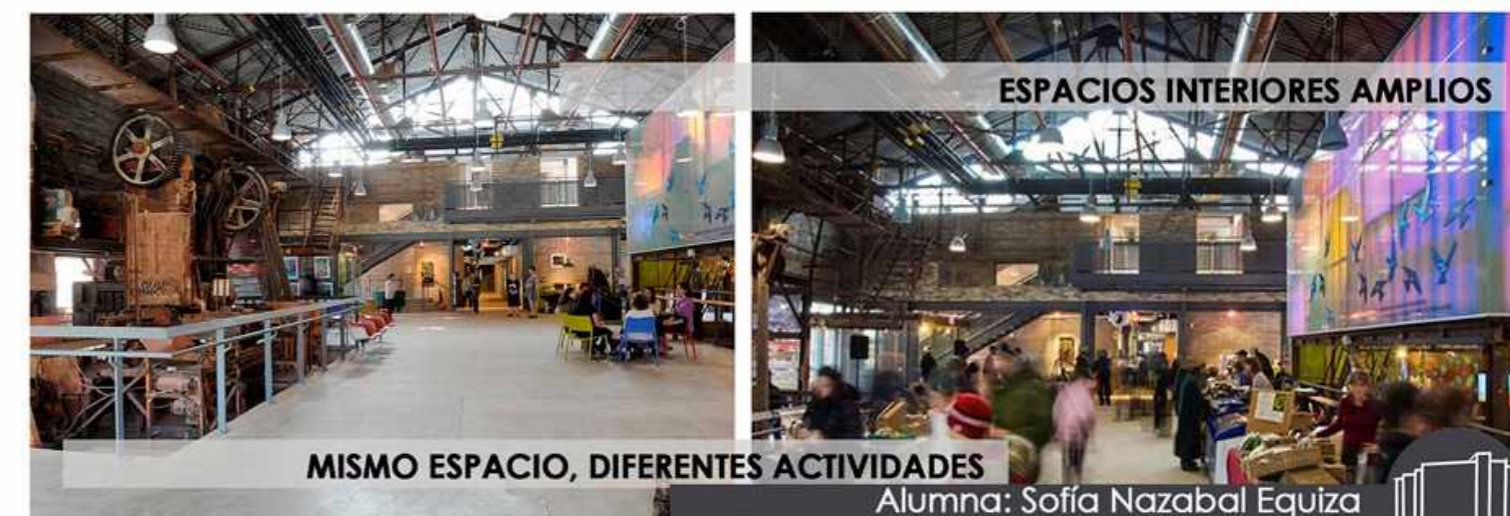 ESPACIOS INTERIORES AMPLIOS
MISMO ESPACIO, DIFERENTES ACTIVIDADES
Alumna: Sofía Nazabal Equiza